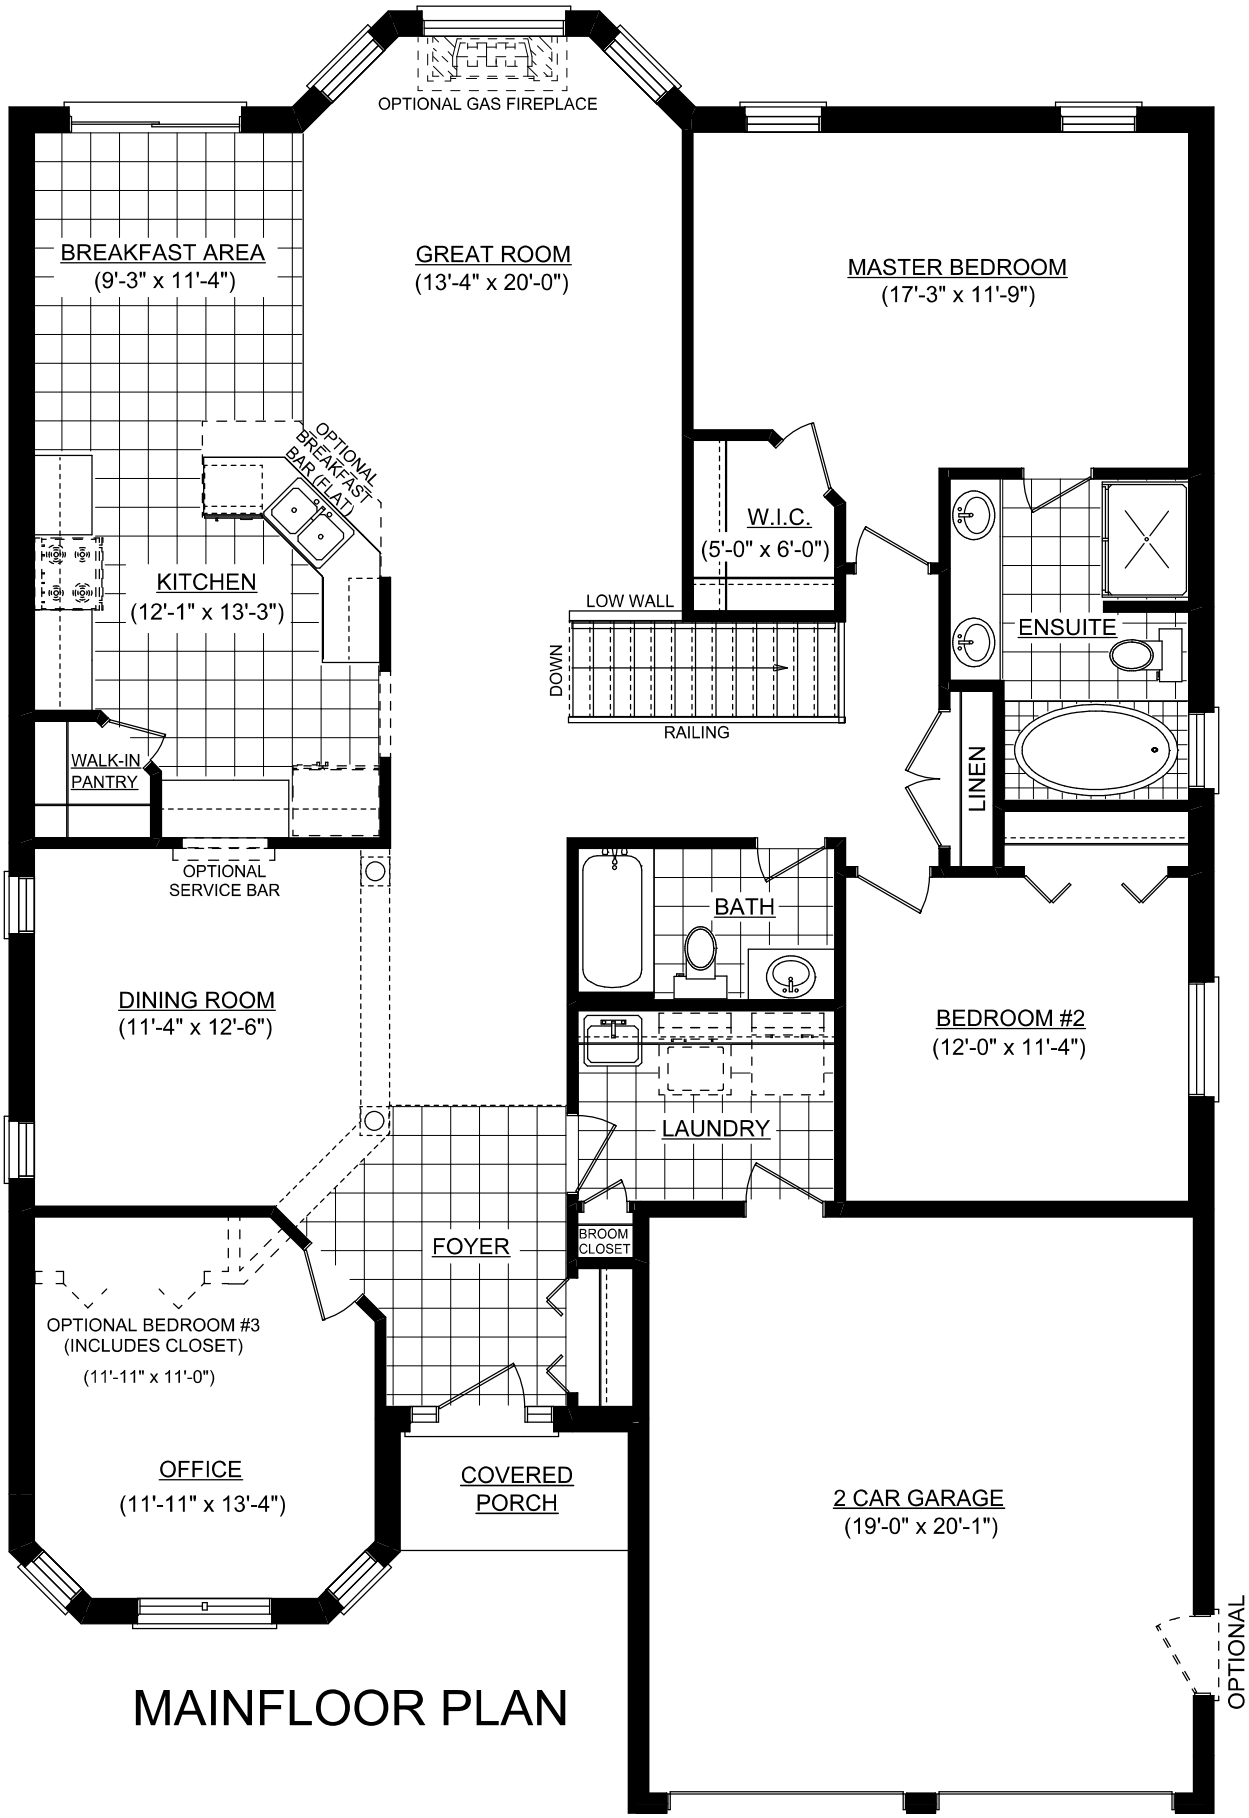 OPTIONAL GAS FIREPLACE
BREAKFAST AREA
(9'-3" x 11'-4")
GREAT ROOM
(13'-4" x 20'-0")
MASTER BEDROOM
(17'-3" x 11'-9")
OPTIONAL
BREAKFAST
BAR (FLAT)
W.I.C.
(5'-0" x 6'-0")
KITCHEN
(12'-1" x 13'-3")
LOW WALL
DOWN
RAILING
ENSUITE
WALK-IN
PANTRY
LINEN
OPTIONAL
SERVICE BAR
BATH
DINING ROOM
(11'-4" x 12'-6")
BEDROOM #2
(12'-0" x 11'-4")
LAUNDRY
FOYER
BROOM
CLOSET
OPTIONAL BEDROOM #3
(INCLUDES CLOSET)
(11'-11" x 11'-0")
OFFICE
(11'-11" x 13'-4")
COVERED
PORCH
2 CAR GARAGE
(19'-0" x 20'-1")
OPTIONAL
MAINFLOOR PLAN